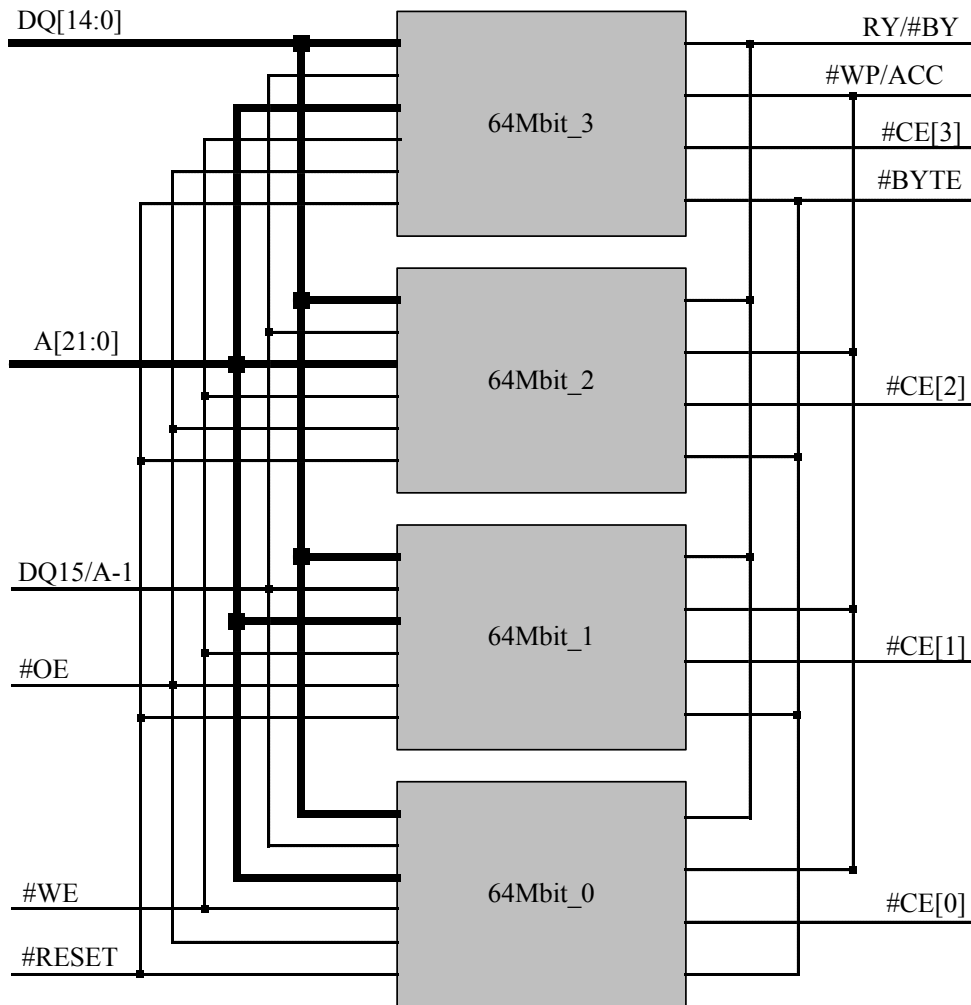 DQ[14:0]
RY/#BY
#WP/ACC
64Mbit_3
#CE[3]
#BYTE
A[21:0]
64Mbit_2
#CE[2]
DQ15/A-1
64Mbit_1
#CE[1]
#OE
#WE
64Mbit_0
#CE[0]
#RESET